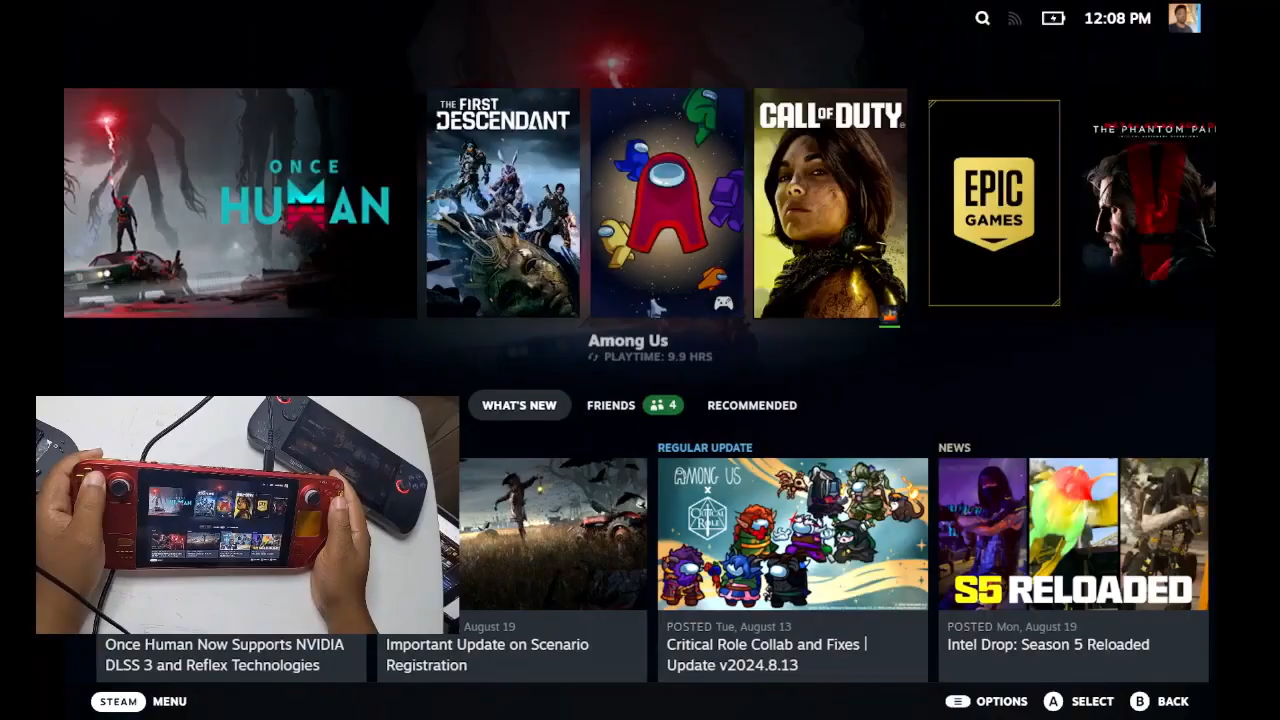 12:08 PM
ONCE
HUMAN
THE FIRST
DESCENDANT
CALL OF DUTY
EPIC
GAMES
THE PHANTOM PAI
Among Us
PLAYTIME: 9.9 HRS
WHAT'S NEW
FRIENDS
4
RECOMMENDED
REGULAR UPDATE
NEWS
AMONG US
X
CRITICAL
ROLE
S5 RELOADED
August 19
POSTED Tue, August 13
POSTED Mon, August 19
Once Human Now Supports NVIDIA
DLSS 3 and Reflex Technologies
Important Update on Scenario
Registration
Critical Role Collab and Fixes |
Update v2024.8.13
Intel Drop: Season 5 Reloaded
STEAM MENU
OPTIONS
A SELECT
B BACK